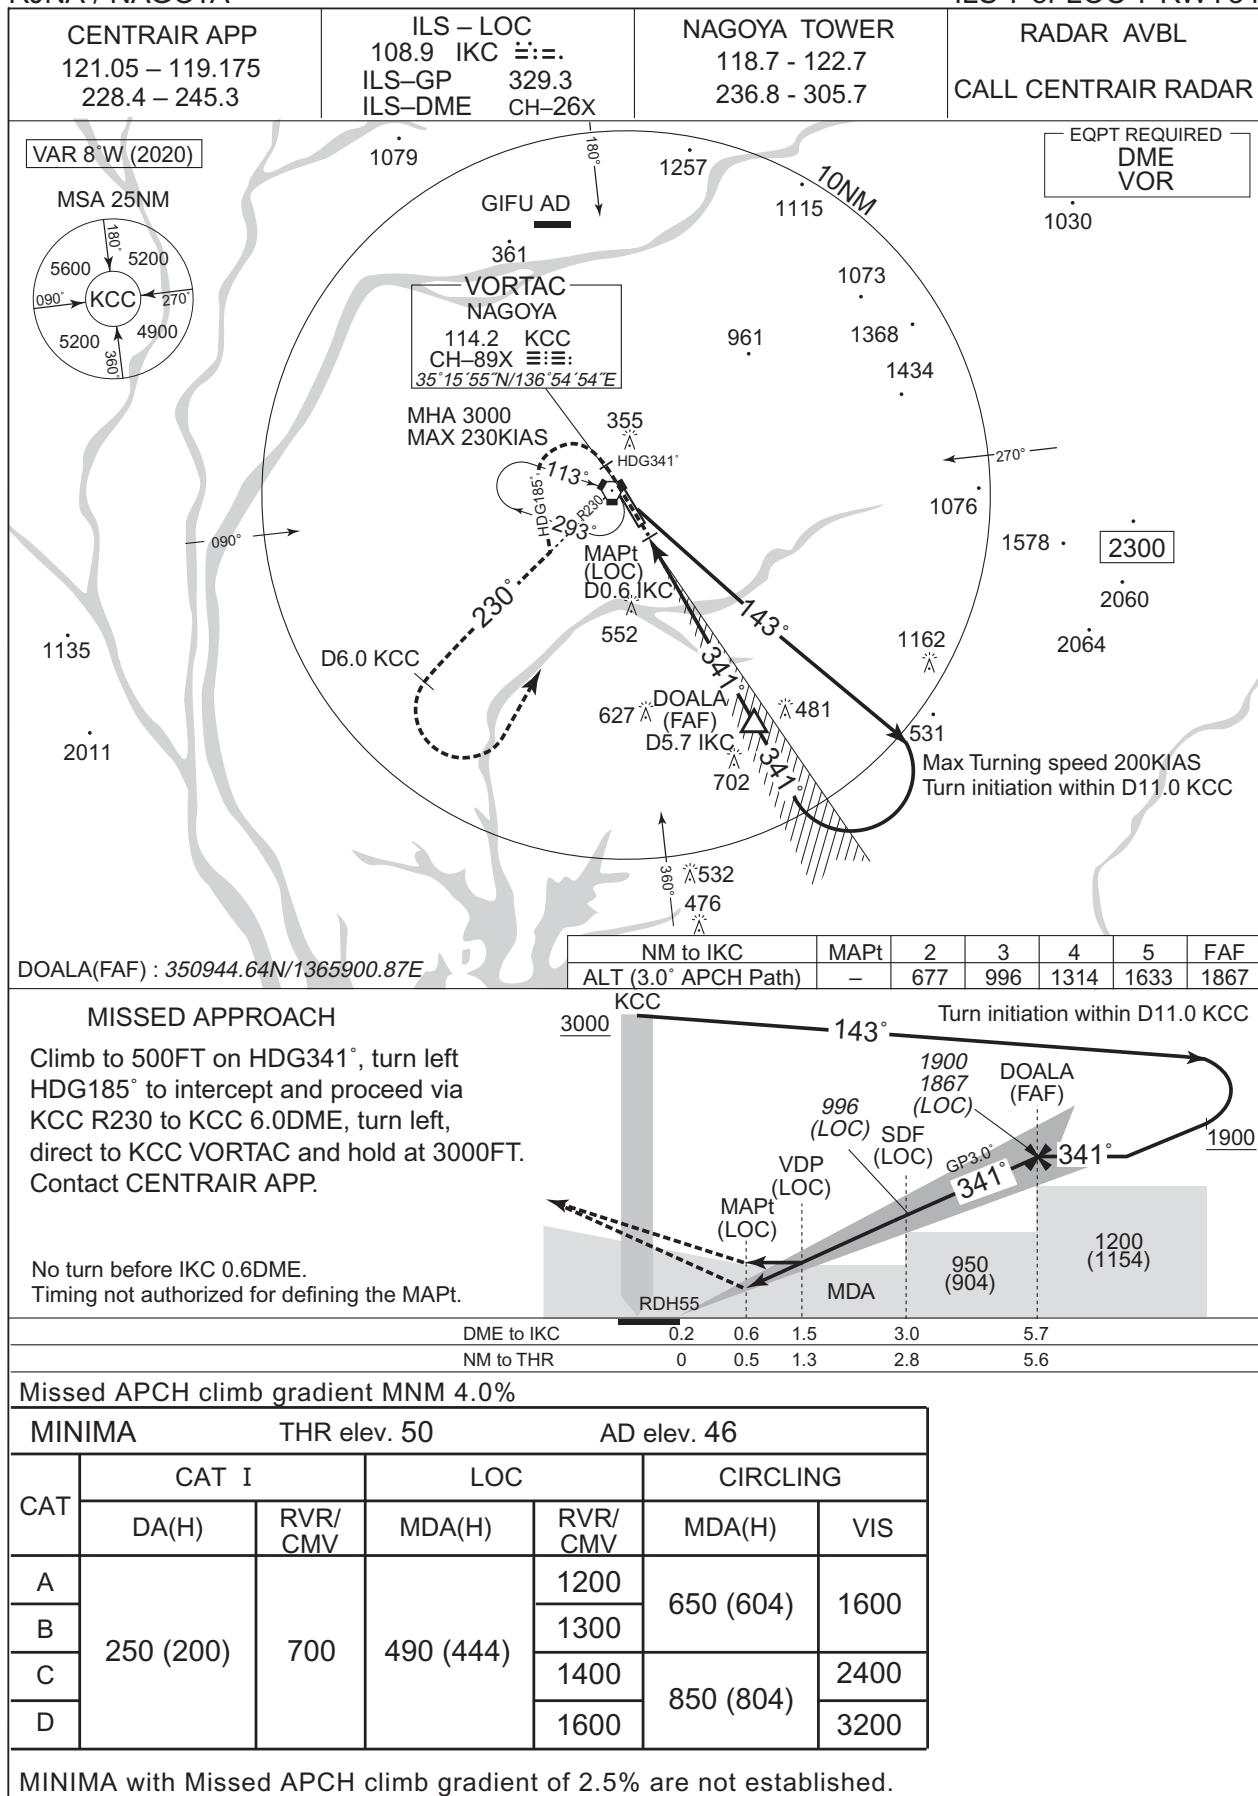 CENTRAIR APP
121.05 – 119.175
228.4 – 245.3
ILS – LOC
108.9 IKC
ILS–GP 329.3
ILS–DME CH–26X
NAGOYA TOWER
118.7 - 122.7
236.8 - 305.7
RADAR AVBL
CALL CENTRAIR RADAR
VAR 8°W (2020)
EQPT REQUIRED
DME
VOR
MSA 25NM
180°
5600
5200
090°
KCC
270°
5200
4900
360°
1079
180°
1257
10NM
1115
1030
GIFU AD
361
VORTAC
NAGOYA
114.2 KCC
CH–89X
35°15´55˝N/136°54´54˝E
1073
1368
961
1434
MHA 3000
MAX 230KIAS
355
HDG341°
113°
HDG185°
R230
293°
270°
1076
090°
1578
2300
MAPt
(LOC)
D0.6 IKC
230°
143°
2060
552
1162
2064
1135
341°
D6.0 KCC
DOALA
(FAF)
D5.7 IKC
627
481
531
2011
702
341°
Max Turning speed 200KIAS
Turn initiation within D11.0 KCC
360°
532
476
DOALA(FAF) : 350944.64N/1365900.87E
NM to IKC MAPt 2 3 4 5 FAF
ALT (3.0° APCH Path) – 677 996 1314 1633 1867
MISSED APPROACH
Climb to 500FT on HDG341°, turn left
HDG185° to intercept and proceed via
KCC R230 to KCC 6.0DME, turn left,
direct to KCC VORTAC and hold at 3000FT.
Contact CENTRAIR APP.
No turn before IKC 0.6DME.
Timing not authorized for defining the MAPt.
KCC
3000
143°
Turn initiation within D11.0 KCC
1900
1867
(LOC)
DOALA
(FAF)
996
(LOC)
SDF
(LOC)
GP3.0°
341°
341°
1900
VDP
(LOC)
MAPt
(LOC)
MDA
950
(904)
1200
(1154)
RDH55
DME to IKC 0.2 0.6 1.5 3.0 5.7
NM to THR 0 0.5 1.3 2.8 5.6
Missed APCH climb gradient MNM 4.0%
MINIMA THR elev. 50 AD elev. 46
CAT CAT I LOC CIRCLING
DA(H) RVR/CMV MDA(H) RVR/CMV MDA(H) VIS
A 250 (200) 700 490 (444) 1200 650 (604) 1600
B 1300
C 1400 850 (804) 2400
D 1600 3200
MINIMA with Missed APCH climb gradient of 2.5% are not established.